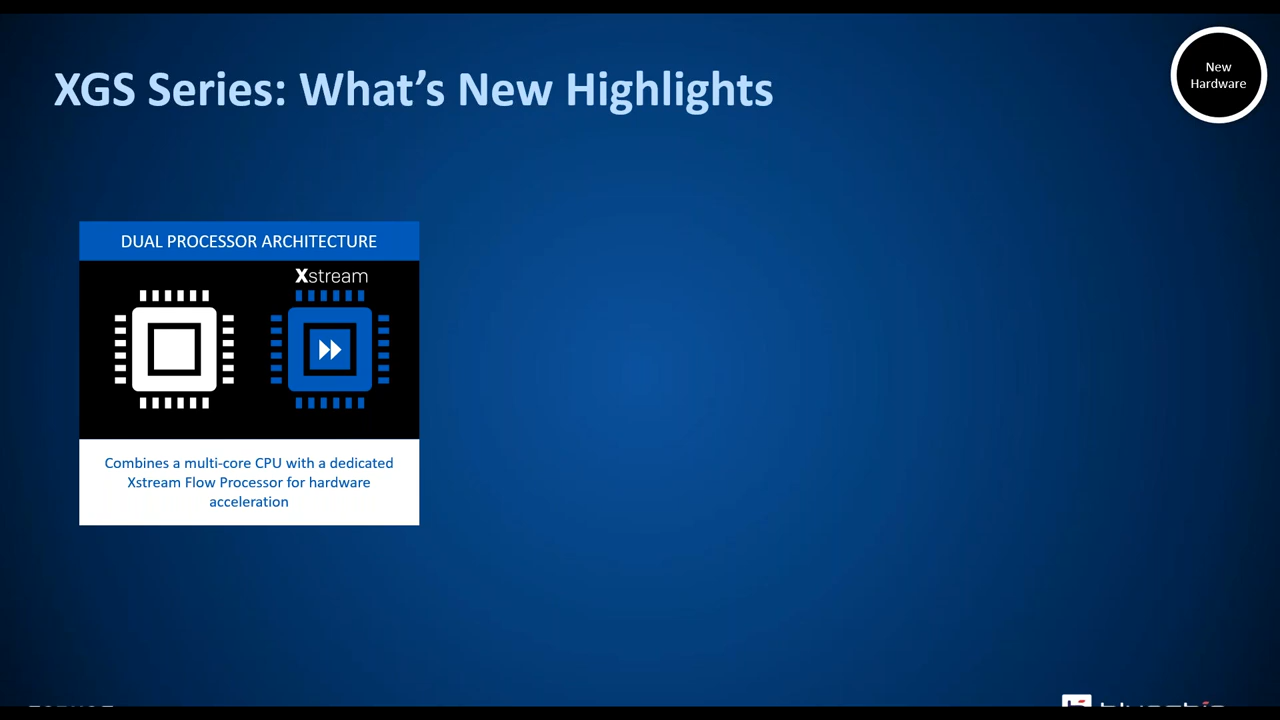 XGS Series: What's New Highlights
New
Hardware
DUAL PROCESSOR ARCHITECTURE
Xstream
Combines a multi-core CPU with a dedicated
Xstream Flow Processor for hardware
acceleration